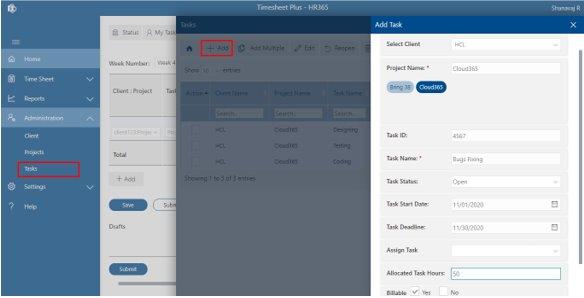 Timesheet Plus - HR365
Shanavaj R
Home
Time Sheet
Reports
Administration
Client
Projects
Tasks
Settings
Help
Status
My Task
Week Number:
Week 4
Client : Project
Task
client123:Projec
Total
+ Add
Save
Subm
Drafts
Submit
Tasks
+ Add
Add Multiple
Edit
Reopen
Show 10 entries
Action
Client Name
Project Name
Task Name
Search...
Search...
Search...
HCL
Cloud365
Designing
HCL
Cloud365
Testing
HCL
Cloud365
Coding
Showing 1 to 3 of 3 entries
Add Task
Select Client
HCL
Project Name: *
Cloud365
Bring 38
Cloud365
Task ID:
4567
Task Name: *
Bugs Fixing
Task Status:
Open
Task Start Date:
11/01/2020
Task Deadline:
11/30/2020
Assign Task
Allocated Task Hours:
50
Billable
Yes
No